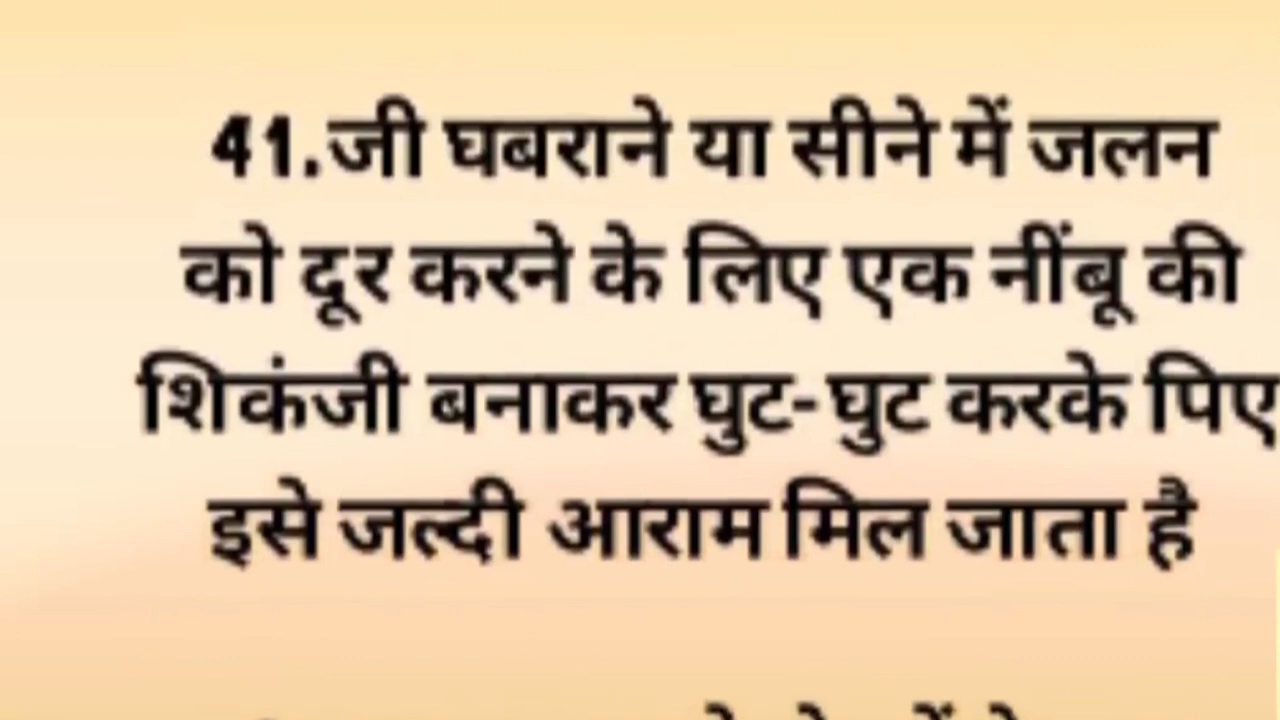 41.जी घबराने या सीने में जलन
को दूर करने के लिए एक नींबू की
शिकंजी बनाकर घुट-घुट करके पिए
इसे जल्दी आराम मिल जाता है